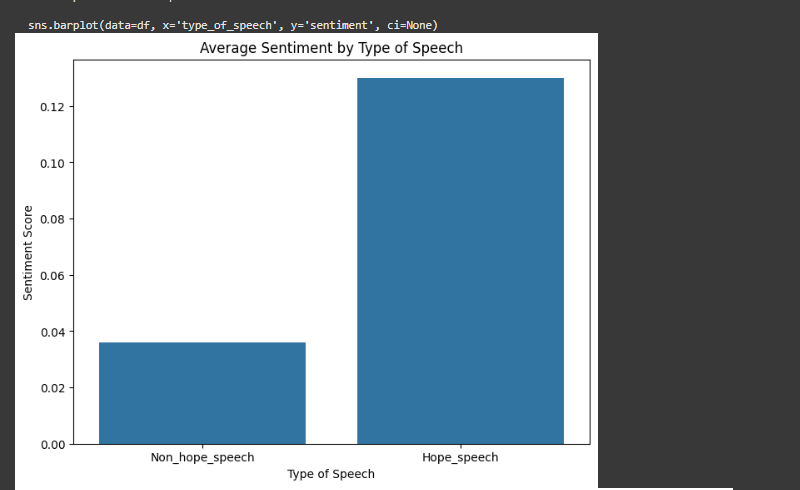 sns.barplot(data=df, x='type_of_speech', y='sentiment', ci=None)
Average Sentiment by Type of Speech
0.12
0.10
0.08
0.06
0.04
0.02
0.00
Sentiment Score
Non_hope_speech Hope_speech
Type of Speech